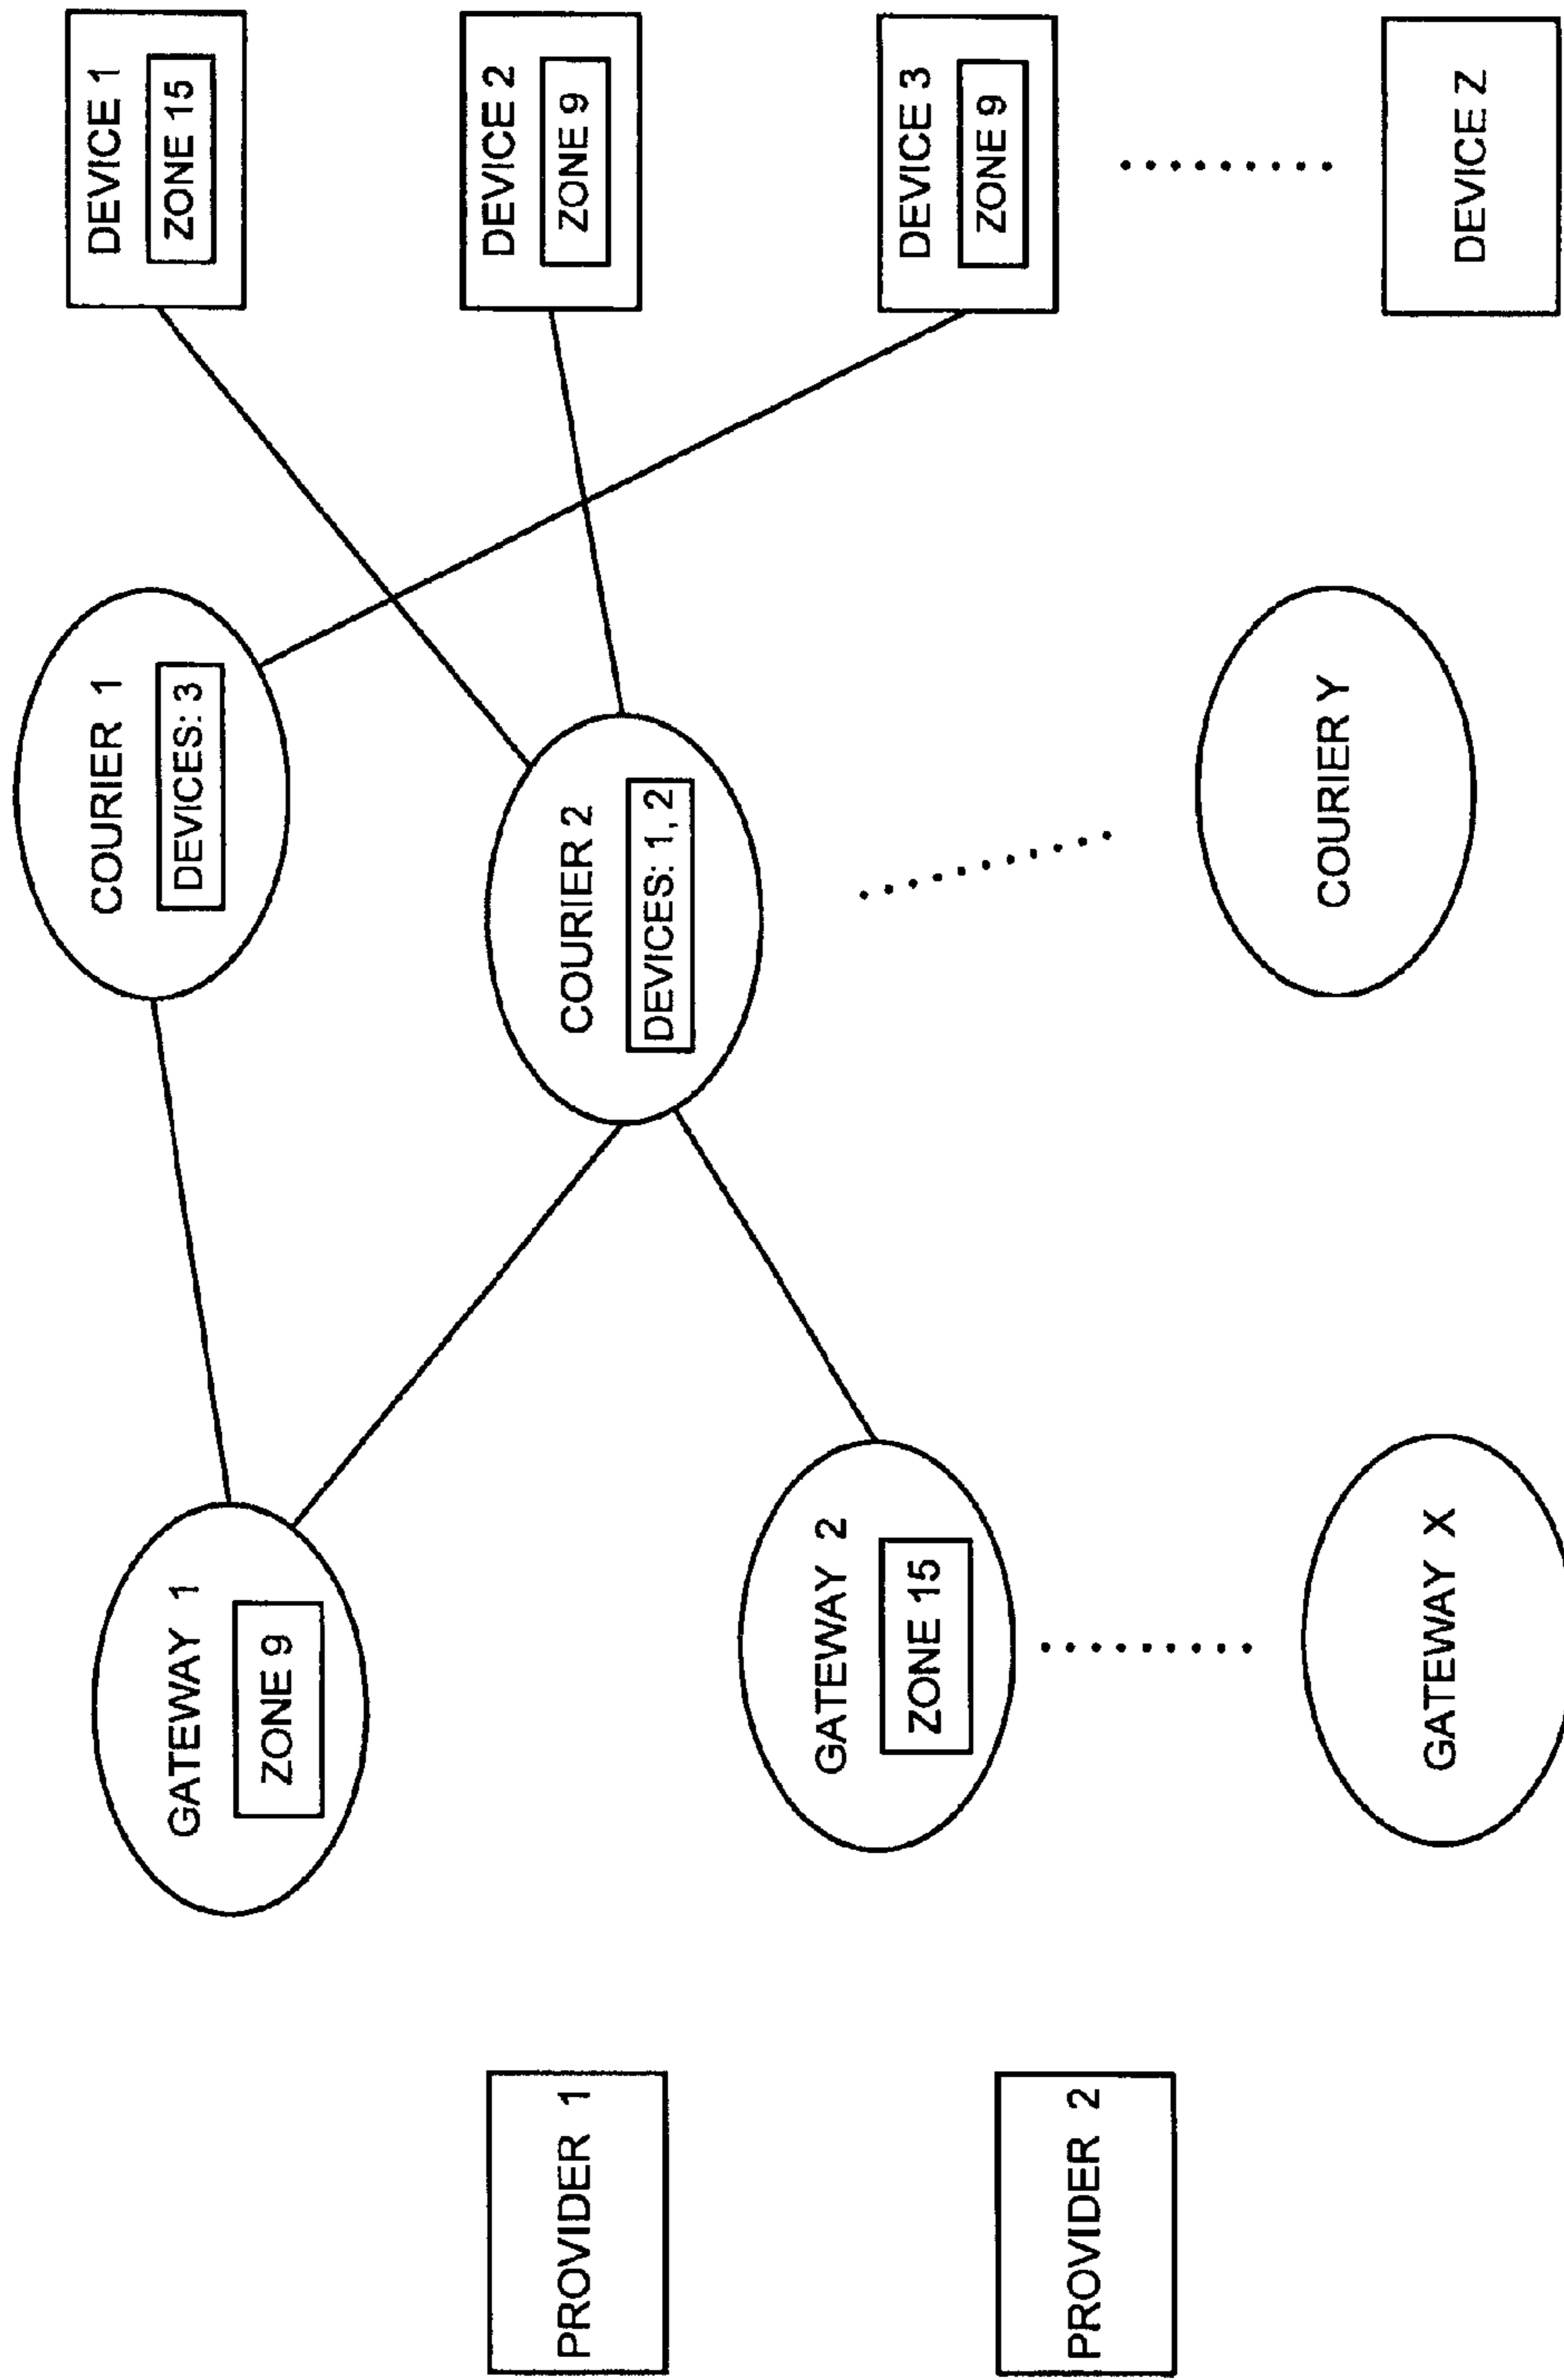 PROVIDER 1
PROVIDER 2
GATEWAY 1
ZONE 9
GATEWAY 2
ZONE 15
GATEWAY X
COURIER 1
DEVICES: 3
COURIER 2
DEVICES: 1, 2
COURIER Y
DEVICE 1
ZONE 15
DEVICE 2
ZONE 9
DEVICE 3
ZONE 9
DEVICE Z